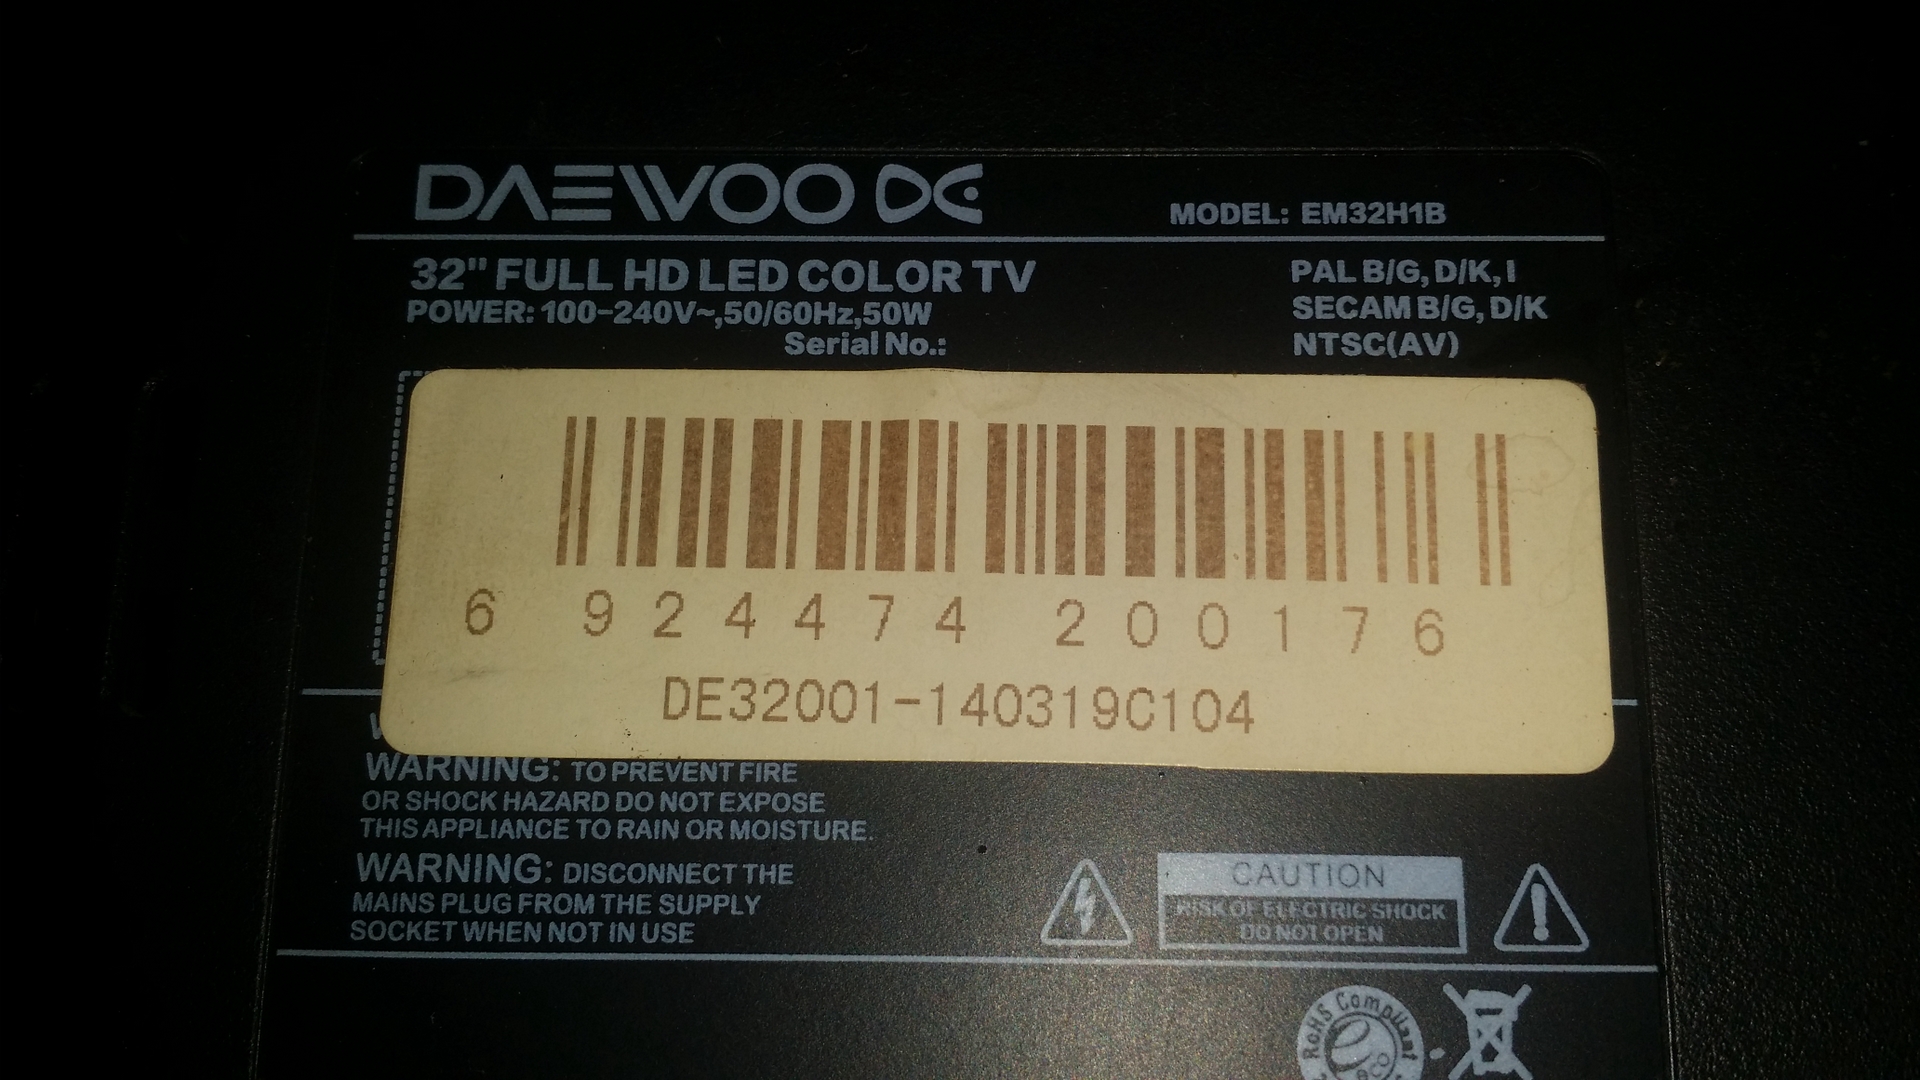 DAEWOO
MODEL: EM32H1B
32" FULL HD LED COLOR TV
POWER: 100-240V~,50/60Hz,50W
Serial No.:
PAL B/G, D/K, I
SECAM B/G, D/K
NTSC(AV)
6 924474 200176
DE32001-140319C104
WARNING: TO PREVENT FIRE
OR SHOCK HAZARD DO NOT EXPOSE
THIS APPLIANCE TO RAIN OR MOISTURE.
WARNING: DISCONNECT THE
MAINS PLUG FROM THE SUPPLY
SOCKET WHEN NOT IN USE
CAUTION
RISK OF ELECTRIC SHOCK
DO NOT OPEN
RoHS Compliant